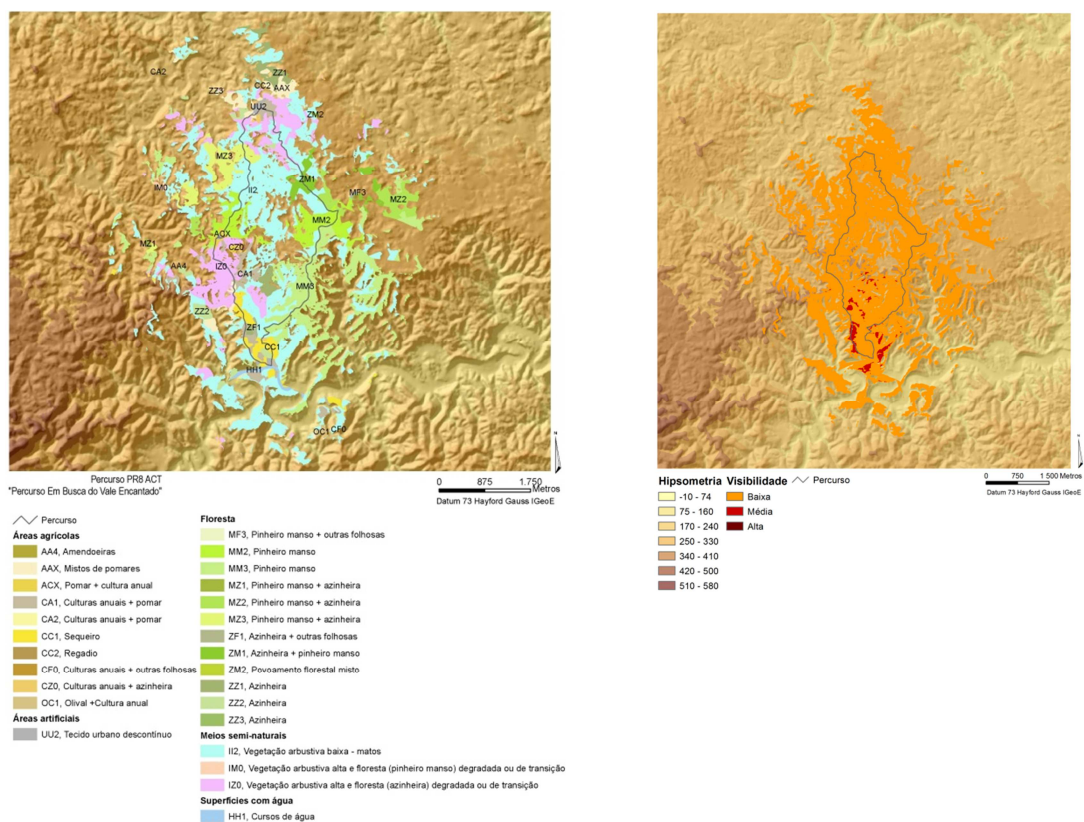 CA2
ZZ1
CC2
AAX
ZZ3
UU2
ZM2
MZ3
ZM1
IM0
II2
MF3
MZ2
MM2
ACX
CZ0
MZ1
AA4
IZ0
CA1
MM3
ZZ2
ZF1
CC1
HH1
OC1
CF0
Percurso PR8 ACT
"Percurso Em Busca do Vale Encantado"
0 875 1.750
Metros
Datum 73 Hayford Gauss IGeoE
Percurso
Áreas agrícolas
AA4, Amendoeiras
AAX, Mistos de pomares
ACX, Pomar + cultura anual
CA1, Culturas anuais + pomar
CA2, Culturas anuais + pomar
CC1, Sequeiro
CC2, Regadio
CF0, Culturas anuais + outras folhosas
CZ0, Culturas anuais + azinheira
OC1, Olival +Cultura anual
Áreas artificiais
UU2, Tecido urbano descontínuo
Floresta
MF3, Pinheiro manso + outras folhosas
MM2, Pinheiro manso
MM3, Pinheiro manso
MZ1, Pinheiro manso + azinheira
MZ2, Pinheiro manso + azinheira
MZ3, Pinheiro manso + azinheira
ZF1, Azinheira + outras folhosas
ZM1, Azinheira + pinheiro manso
ZM2, Povoamento florestal misto
ZZ1, Azinheira
ZZ2, Azinheira
ZZ3, Azinheira
Meios semi-naturais
II2, Vegetação arbustiva baixa - matos
IM0, Vegetação arbustiva alta e floresta (pinheiro manso) degradada ou de transição
IZ0, Vegetação arbustiva alta e floresta (azinheira) degradada ou de transição
Superfícies com água
HH1, Cursos de água
Hipsometria
-10 - 74
75 - 160
170 - 240
250 - 330
340 - 410
420 - 500
510 - 580
Visibilidade
Baixa
Média
Alta
Percurso
0 750 1 500 Metros
Datum 73 Hayford Gauss IGeoE